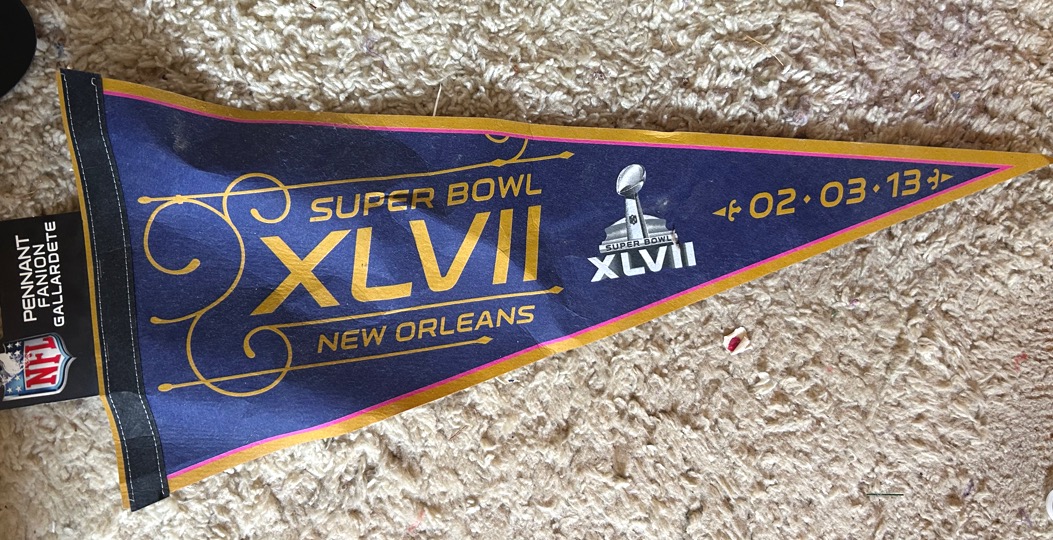 PENNANT
FANION
GALLARDETE
NFL
SUPER BOWL
XLVII
NEW ORLEANS
SUPER BOWL
XLVII
02·03·13